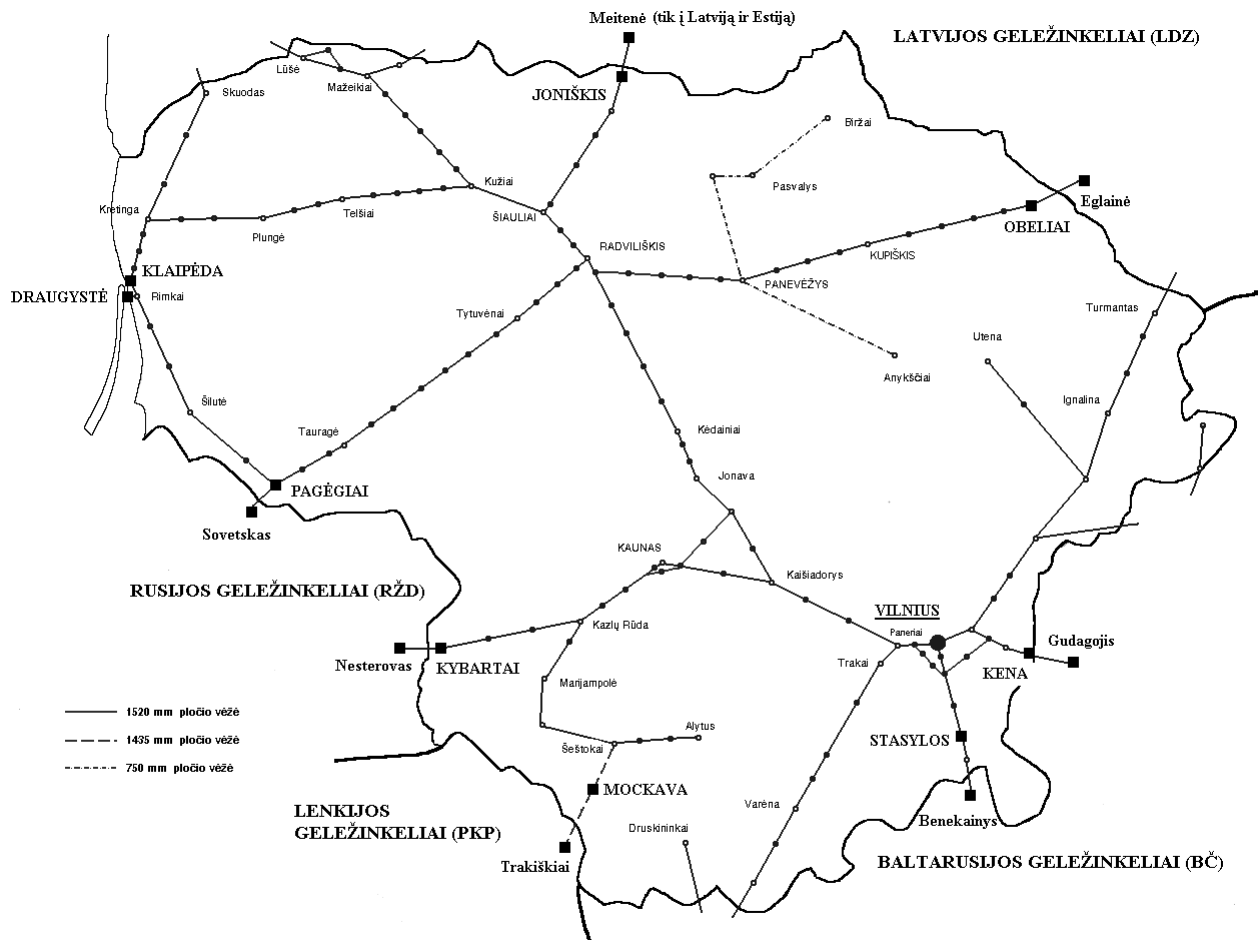 Meitenė (tik į Latviją ir Estiją)
LATVIJOS GELEŽINKELIAI (LDZ)
Lūšė
Mažeikiai
Skuodas
JONIŠKIS
Biržai
Pasvalys
Kužiai
ŠIAULIAI
Telšiai
Plungė
Kretinga
Eglainė
OBELIAI
KUPIŠKIS
RADVILIŠKIS
PANEVĖŽYS
KLAIPĖDA
DRAUGYSTĖ
Rimkai
Tytuvėnai
Turmantas
Utena
Anykščiai
Ignalina
Šilutė
Tauragė
Kėdainiai
Jonava
PAGĖGIAI
Sovetskas
KAUNAS
Kaišiadorys
RUSIJOS GELEŽINKELIAI (RŽD)
VILNIUS
Paneriai
Kazlų Rūda
Gudagojis
KENA
Nesterovas
KYBARTAI
Trakai
Marijampolė
1520 mm pločio vėžė
1435 mm pločio vėžė
750 mm pločio vėžė
Alytus
Šeštokai
STASYLOS
MOCKAVA
LENKIJOS
GELEŽINKELIAI (PKP)
Varėna
Benekainys
Druskininkai
Trakiškiai
BALTARUSIJOS GELEŽINKELIAI (BČ)